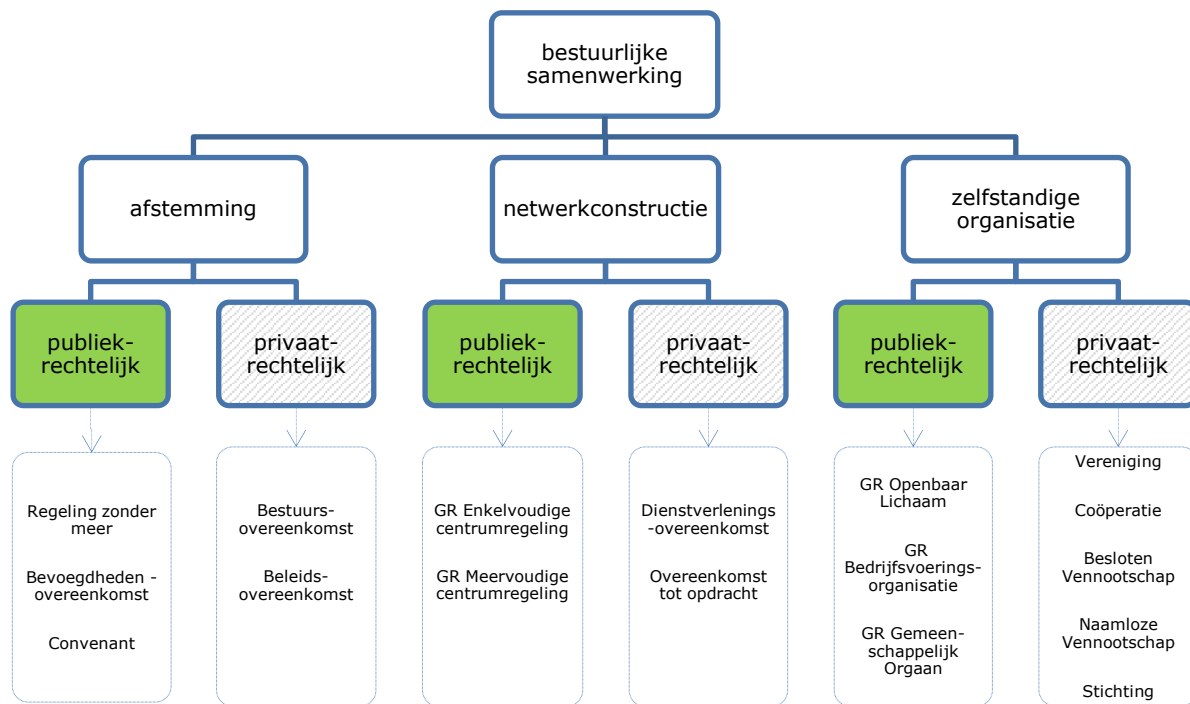 bestuurlijke
samenwerking
afstemming
netwerkconstructie
zelfstandige
organisatie
publiek-
rechtelijk
privaat-
rechtelijk
publiek-
rechtelijk
privaat-
rechtelijk
publiek-
rechtelijk
privaat-
rechtelijk
Regeling zonder
meer
Bevoegdheden -
overeenkomst
Convenant
Bestuurs-
overeenkomst
Beleids-
overeenkomst
GR Enkelvoudige
centrumregeling
GR Meervoudige
centrumregeling
Dienstverlenings
-overeenkomst
Overeenkomst
tot opdracht
GR Openbaar
Lichaam
GR
Bedrijfsvoerings-
organisatie
GR Gemeen-
schappelijk
Orgaan
Vereniging
Coöperatie
Besloten
Vennootschap
Naamloze
Vennootschap
Stichting